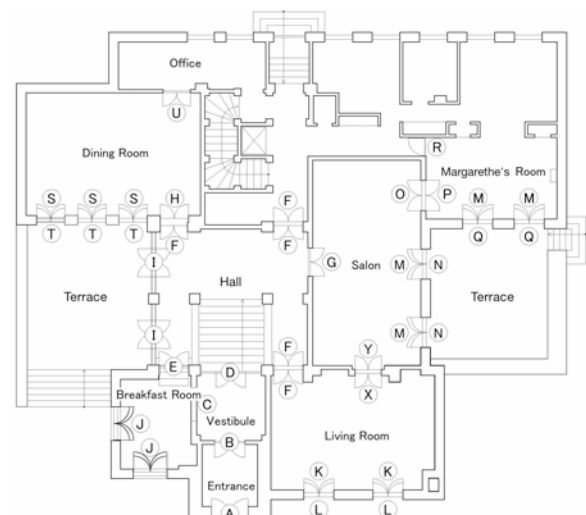 Office
U
Dining Room
R
S S S H
O P
Margarethe's Room
T T T F F
F
M M
Q Q
I
G
Salon
M N
Terrace
Hall
Terrace
I
M N
E
D
F
F
Y
X
Breakfast Room
C
Vestibule
J
B
Living Room
J
K K
Entrance
A
L L